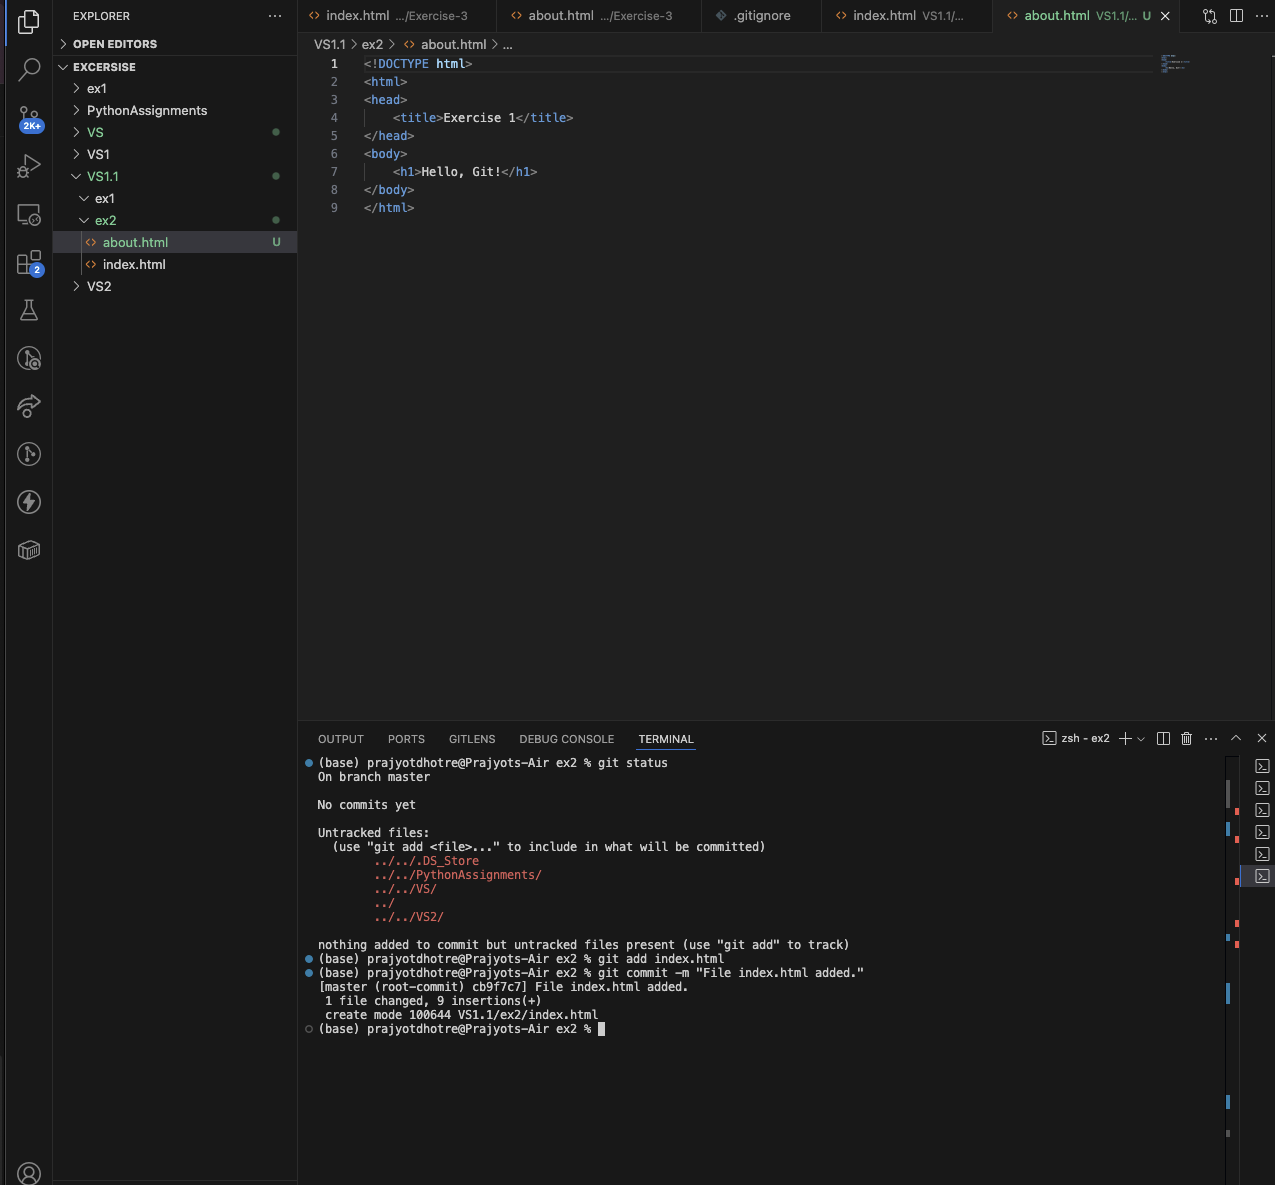 EXPLORER
OPEN EDITORS
EXCERSISE
ex1
PythonAssignments
VS
VS1
VS1.1
ex1
ex2
about.html U
index.html
VS2
2K+
2
index.html .../Exercise-3
about.html .../Exercise-3
.gitignore
index.html VS1.1/...
about.html VS1.1/... U
VS1.1 > ex2 > about.html > ...
1 <!DOCTYPE html>
2 <html>
3 <head>
4 <title>Exercise 1</title>
5 </head>
6 <body>
7 <h1>Hello, Git!</h1>
8 </body>
9 </html>
OUTPUT PORTS GITLENS DEBUG CONSOLE TERMINAL
zsh - ex2
(base) prajyotdhotre@Prajyots-Air ex2 % git status
On branch master
No commits yet
Untracked files:
(use "git add <file>..." to include in what will be committed)
../../.DS_Store
../../PythonAssignments/
../../VS/
../
../../VS2/
nothing added to commit but untracked files present (use "git add" to track)
(base) prajyotdhotre@Prajyots-Air ex2 % git add index.html
(base) prajyotdhotre@Prajyots-Air ex2 % git commit -m "File index.html added."
[master (root-commit) cb9f7c7] File index.html added.
1 file changed, 9 insertions(+)
create mode 100644 VS1.1/ex2/index.html
(base) prajyotdhotre@Prajyots-Air ex2 %